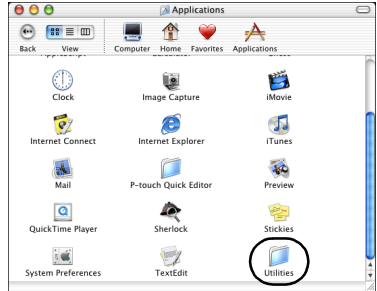 Applications
Back View Computer Home Favorites Applications
Clock Image Capture iMovie
Internet Connect Internet Explorer iTunes
Mail P-touch Quick Editor Preview
QuickTime Player Sherlock Stickies
System Preferences TextEdit Utilities